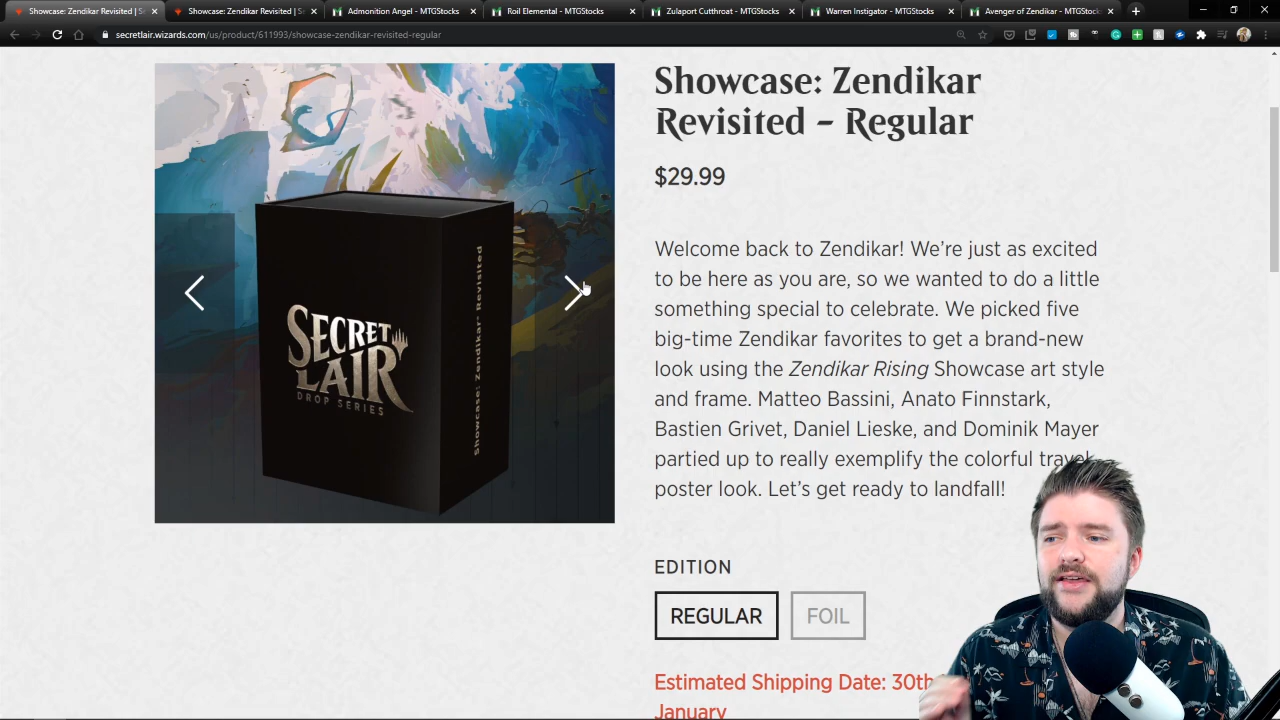 Showcase: Zendikar Revisited | S
Showcase: Zendikar Revisited | S
Admonition Angel - MTGStocks
Roil Elemental - MTGStocks
Zulaport Cutthroat - MTGStocks
Warren Instigator - MTGStocks
Avenger of Zendikar - MTGStock
secretlair.wizards.com/us/product/611993/showcase-zendikar-revisited-regular
Showcase: Zendikar
Revisited – Regular
$29.99
Welcome back to Zendikar! We’re just as excited
to be here as you are, so we wanted to do a little
something special to celebrate. We picked five
big-time Zendikar favorites to get a brand-new
look using the Zendikar Rising Showcase art style
and frame. Matteo Bassini, Anato Finnstark,
Bastien Grivet, Daniel Lieske, and Dominik Mayer
partied up to really exemplify the colorful travel
poster look. Let’s get ready to landfall!
SECRET
LAIR
DROP SERIES
Showcase: Zendikar- Revisited
EDITION
REGULAR
FOIL
Estimated Shipping Date: 30th
January